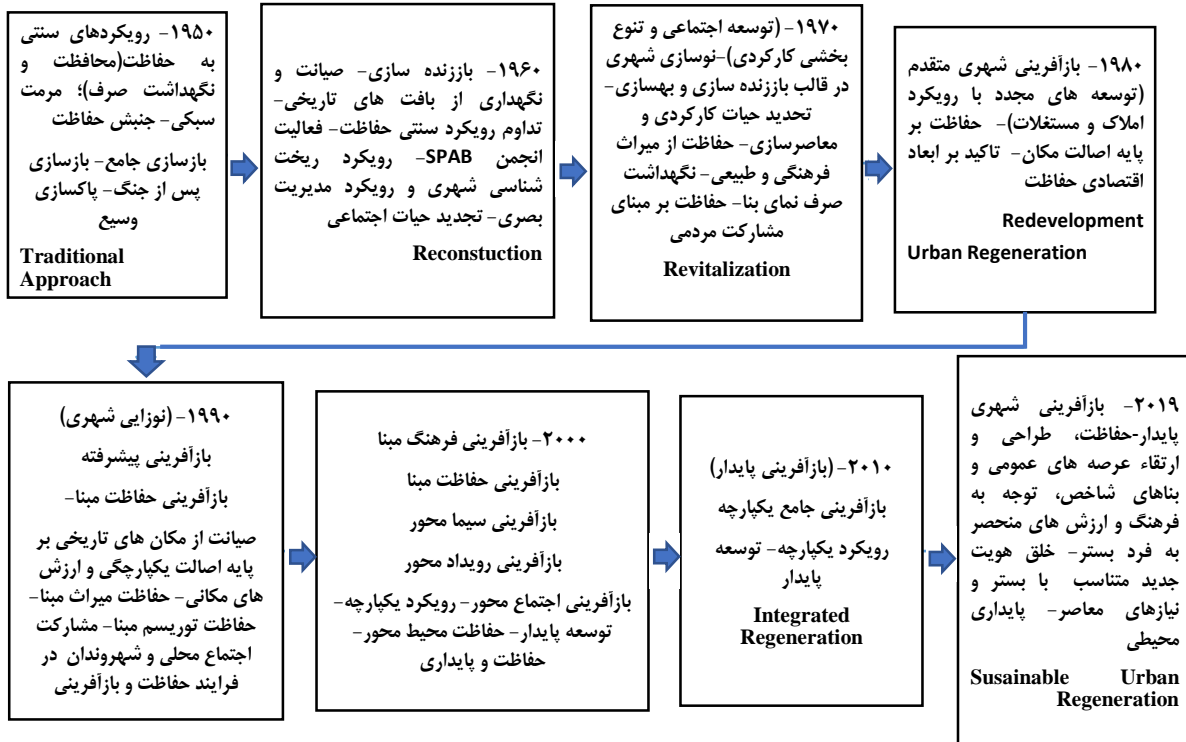 ۱۹۵۰- رویکردهای سنتی
به حفاظت(محافظت و
نگهداشت صرف)؛ مرمت
سبکی- جنبش حفاظت
بازسازی جامع- بازسازی
پس از جنگ- پاکسازی
وسیع
Traditional
Approach
۱۹۶۰- باززنده سازی- صیانت و
نگهداری از بافت های تاریخی-
تداوم رویکرد سنتی حفاظت- فعالیت
انجمن SPAB- رویکرد ریخت
شناسی شهری و رویکرد مدیریت
بصری- تجدید حیات اجتماعی
Reconstuction
۱۹۷۰- (توسعه اجتماعی و تنوع
بخشی کارکردی)-نوسازی شهری
در قالب باززنده سازی و بهسازی-
تحدید حیات کارکردی و
معاصرسازی- حفاظت از میراث
فرهنگی و طبیعی- نگهداشت
صرف نمای بنا- حفاظت بر مبنای
مشارکت مردمی
Revitalization
۱۹۸۰- بازآفرینی شهری متقدم
(توسعه های مجدد با رویکرد
املاک و مستغلات)- حفاظت بر
پایه اصالت مکان- تاکید بر ابعاد
اقتصادی حفاظت
Redevelopment
Urban Regeneration
۱۹۹۰- (نوزایی شهری)
بازآفرینی پیشرفته
بازآفرینی حفاظت مبنا-
صیانت از مکان های تاریخی بر
پایه اصالت یکپارچگی و ارزش
های مکانی- حفاظت میراث مبنا-
حفاظت توریسم مبنا- مشارکت
اجتماع محلی و شهروندان در
فرایند حفاظت و بازآفرینی
۲۰۰۰- بازآفرینی فرهنگ مبنا
بازآفرینی حفاظت مبنا
بازآفرینی سیما محور
بازآفرینی رویداد محور
بازآفرینی اجتماع محور- رویکرد یکپارچه-
توسعه پایدار- حفاظت محیط محور-
حفاظت و پایداری
۲۰۱۰- (بازآفرینی پایدار)
بازآفرینی جامع یکپارچه
رویکرد یکپارچه- توسعه
پایدار
Integrated
Regeneration
۲۰۱۹- بازآفرینی شهری
پایدار-حفاظت، طراحی و
ارتقاء عرصه های عمومی و
بناهای شاخص، توجه به
فرهنگ و ارزش های منحصر
به فرد بستر- خلق هویت
جدید متناسب با بستر و
نیازهای معاصر- پایداری
محیطی
Susainable Urban
Regeneration